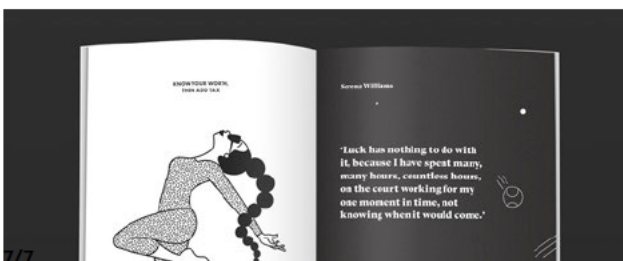 KNOW YOUR WORTH,
THEN ADD TAX
Serena Williams
‘Luck has nothing to do with
it, because I have spent many,
many hours, countless hours,
on the court working for my
one moment in time, not
knowing when it would come.’
7/7